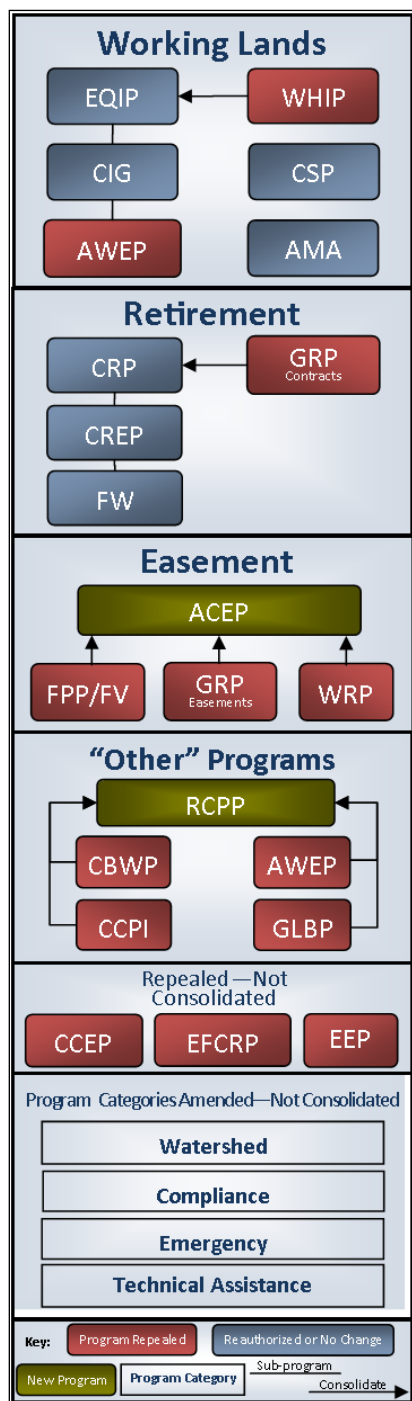 Working Lands
EQIP
WHIP
CIG
CSP
AWEP
AMA
Retirement
CRP
GRP
Contracts
CREP
FW
Easement
ACEP
FPP/FV
GRP
Easements
WRP
“Other” Programs
RCPP
CBWP
AWEP
CCPI
GLBP
Repealed—Not
Consolidated
CCEP
EFCRP
EEP
Program Categories Amended—Not Consolidated
Watershed
Compliance
Emergency
Technical Assistance
Key:
Program Repealed
Reauthorized or No Change
New Program
Program Category
Sub-program
Consolidate